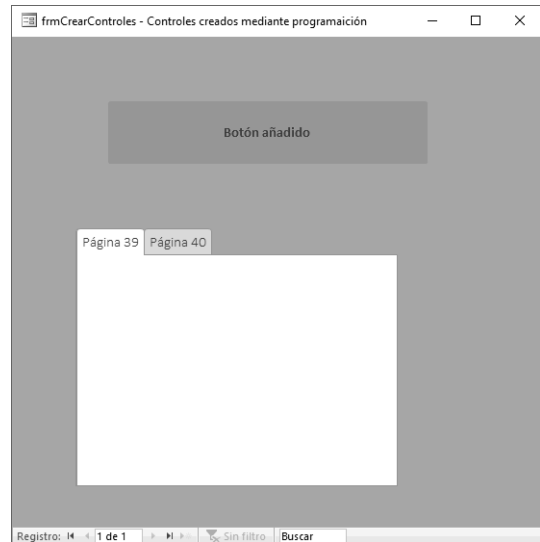 frmCrearControles - Controles creados mediante programaición
Botón añadido
Página 39 Página 40
Registro: 1 de 1 Sin filtro Buscar